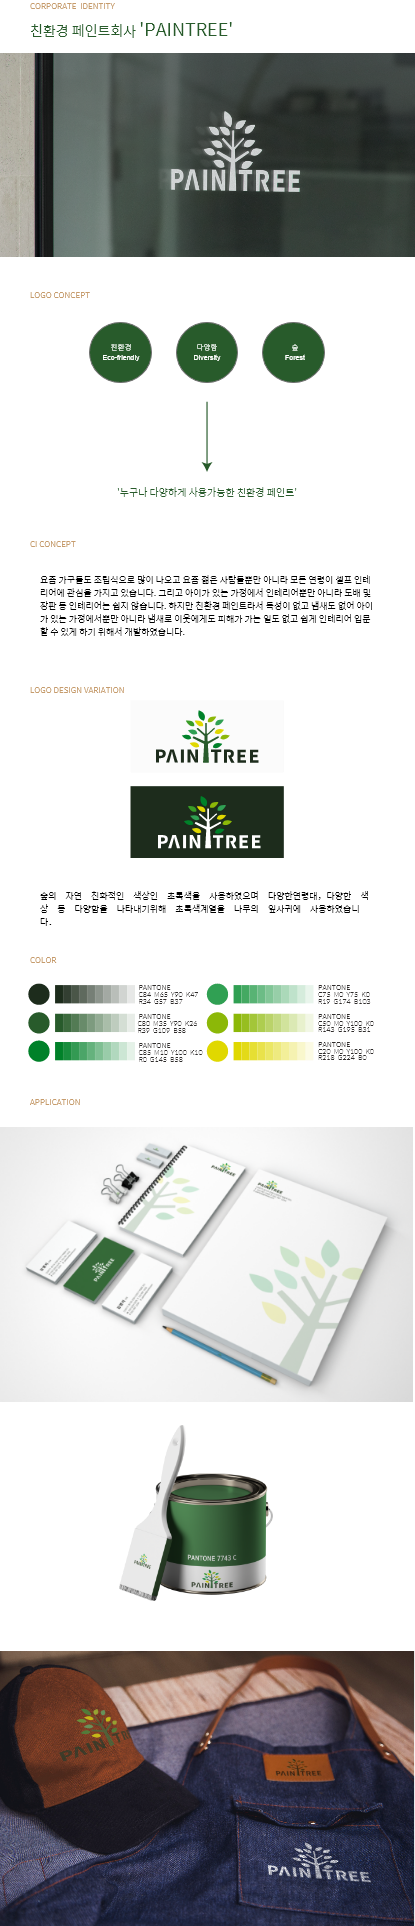 CORPORATE IDENTITY
친환경 페인트회사 'PAINTREE'
PAINTREE
LOGO CONCEPT
친환경
Eco-friendly
다양함
Diversity
숲
Forest
'누구나 다양하게 사용가능한 친환경 페인트'
CI CONCEPT
요즘 가구들도 조립식으로 많이 나오고 요즘 젊은 사람들뿐만 아니라 모든 연령이 셀프 인테
리어에 관심을 가지고 있습니다. 그리고 아이가 있는 가정에서 인테리어뿐만 아니라 도배 및
장판 등 인테리어는 쉽지 않습니다. 하지만 친환경 페인트라서 독성이 없고 냄새도 없어 아이
가 있는 가정에서뿐만 아니라 냄새로 이웃에게도 피해가 가는 일도 없고 쉽게 인테리어 입문
할 수 있게 하기 위해서 개발하였습니다.
LOGO DESIGN VARIATION
PAINTREE
PAINTREE
숲의 자연 친화적인 색상인 초록색을 사용하였으며 다양한연령대, 다양한 색
상 등 다양함을 나타내기위해 초록색계열을 나무의 잎사귀에 사용하였습니
다.
COLOR
PANTONE
C84 M65 Y90 K47
R34 G57 B37
PANTONE
C75 M0 Y75 K0
R19 G174 B103
PANTONE
C80 M35 Y90 K26
R39 G109 B58
PANTONE
C50 M0 Y100 K0
R143 G195 B31
PANTONE
C85 M10 Y100 K10
R0 G145 B58
PANTONE
C20 M0 Y100 K0
R218 G224 B0
APPLICATION
PAINTREE
PAINTREE
PAINTREE
PANTONE 7743 C
PAINTREE
PAINTREE
PAINTR
PAINTREE
PAINTREE